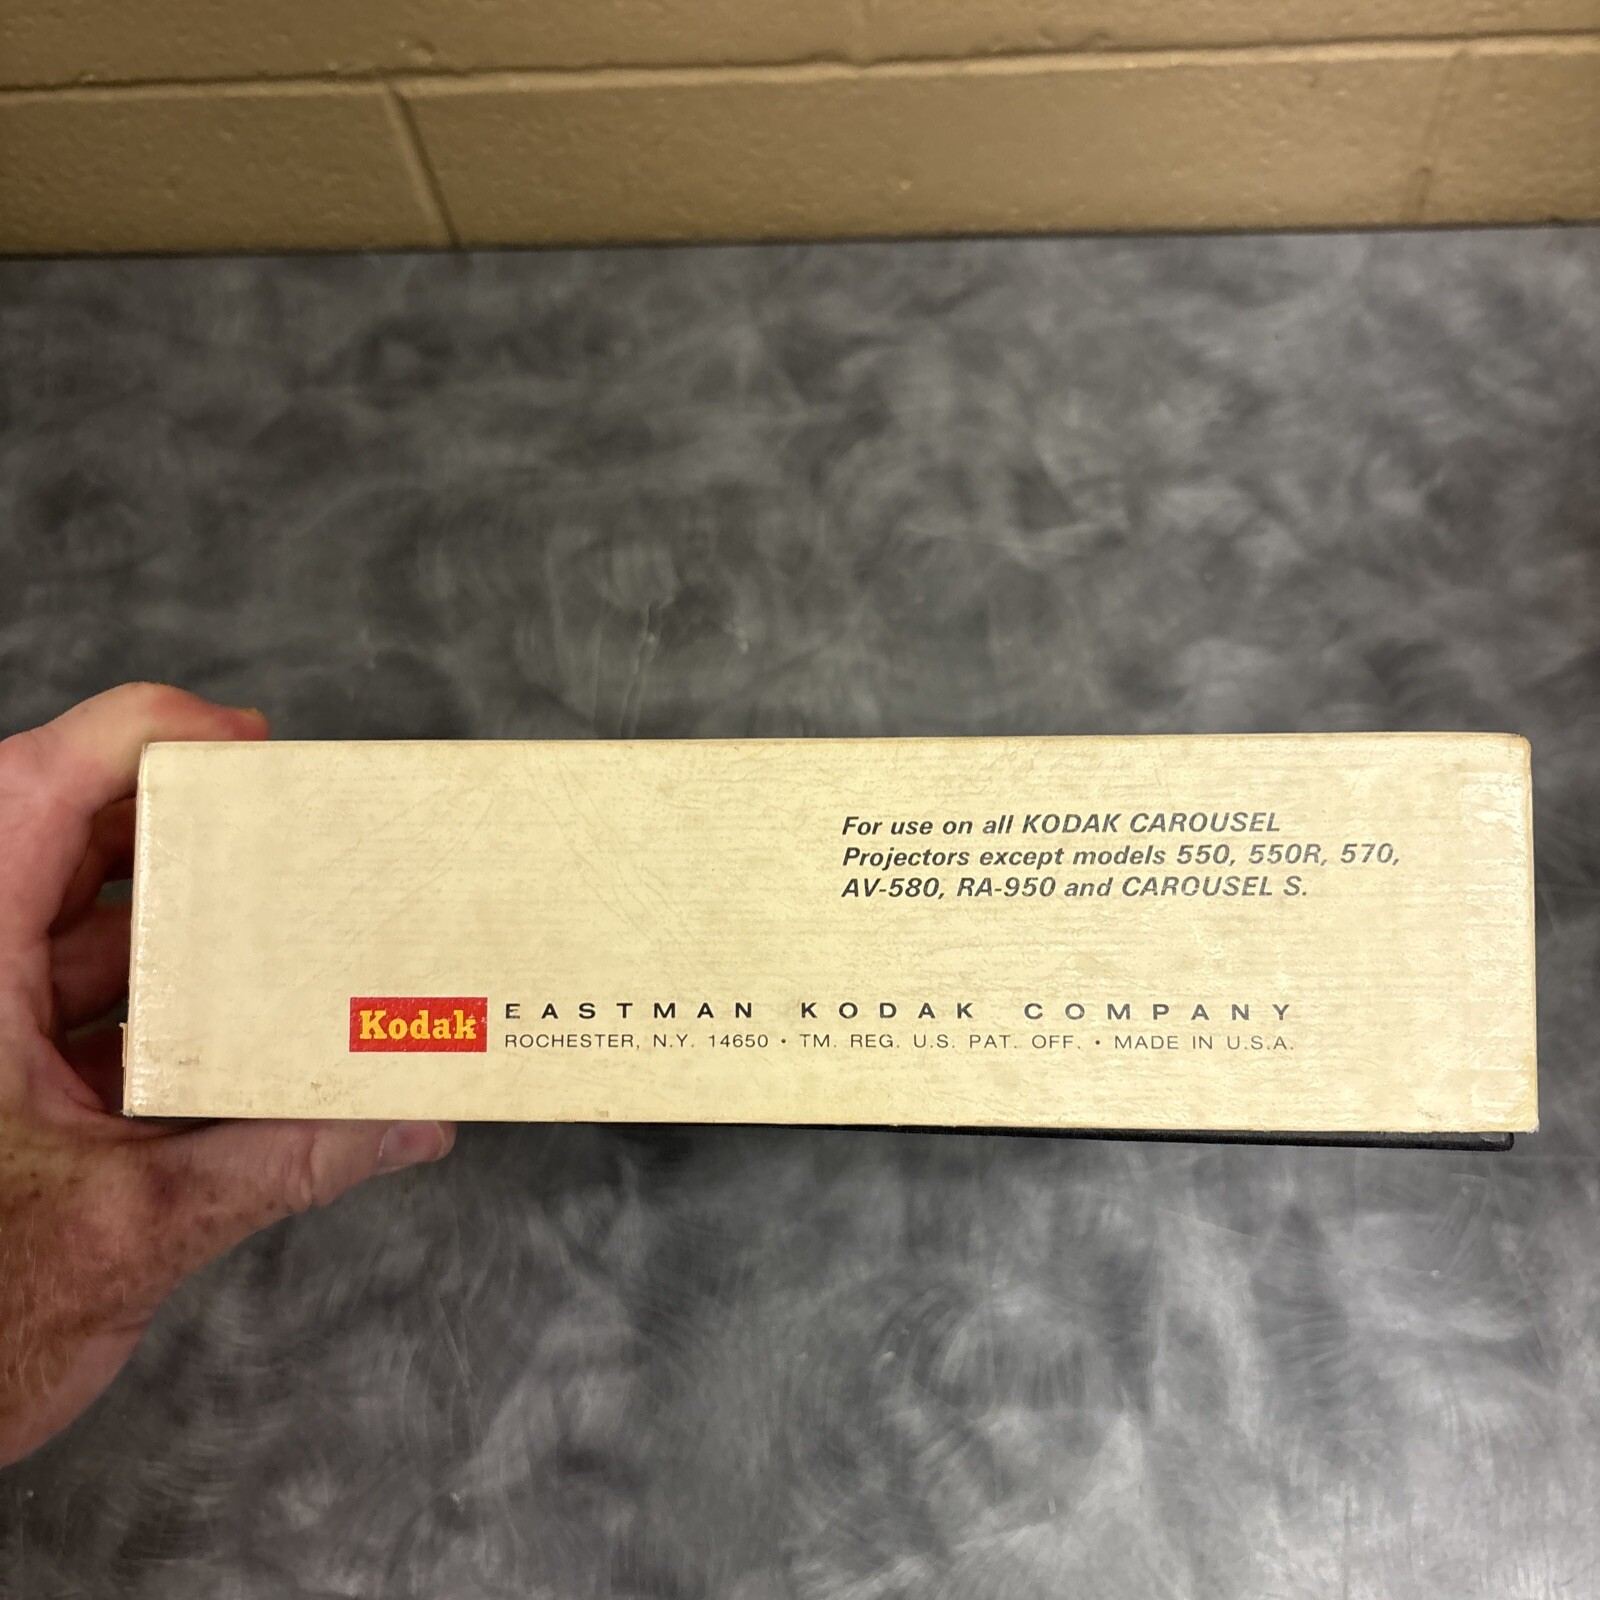 For use on all KODAK CAROUSEL
Projectors except models 550, 550R, 570,
AV-580, RA-950 and CAROUSEL S.
Kodak
EASTMAN KODAK COMPANY
ROCHESTER, N.Y. 14650 • TM. REG. U.S. PAT. OFF. • MADE IN U.S.A.